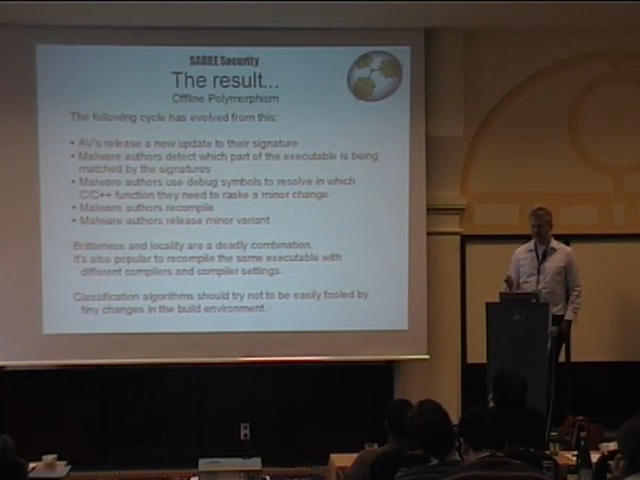 SABRE Security
The result...
Offline Polymorphism
The following cycle has evolved from this:
• AV's release a new update to their signature
• Malware authors detect which part of the executable is being
matched by the signatures
• Malware authors use debug symbols to resolve in which
C/C++ function they need to make a minor change
• Malware authors recompile
• Malware authors release minor variant
Brittleness and locality are a deadly combination.
It's also popular to recompile the same executable with
different compilers and compiler settings.
Classification algorithms should try not to be easily fooled by
tiny changes in the build environment.